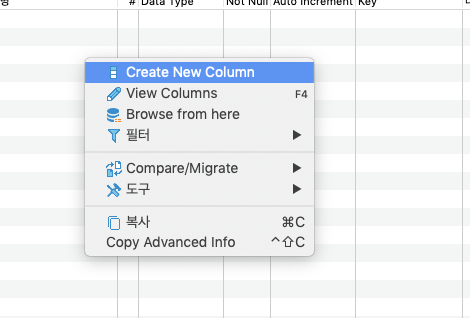 # Data Type Not Null Auto Increment Key
Create New Column
View Columns F4
Browse from here
필터
Compare/Migrate
도구
복사 ⌘C
Copy Advanced Info ^⇧C